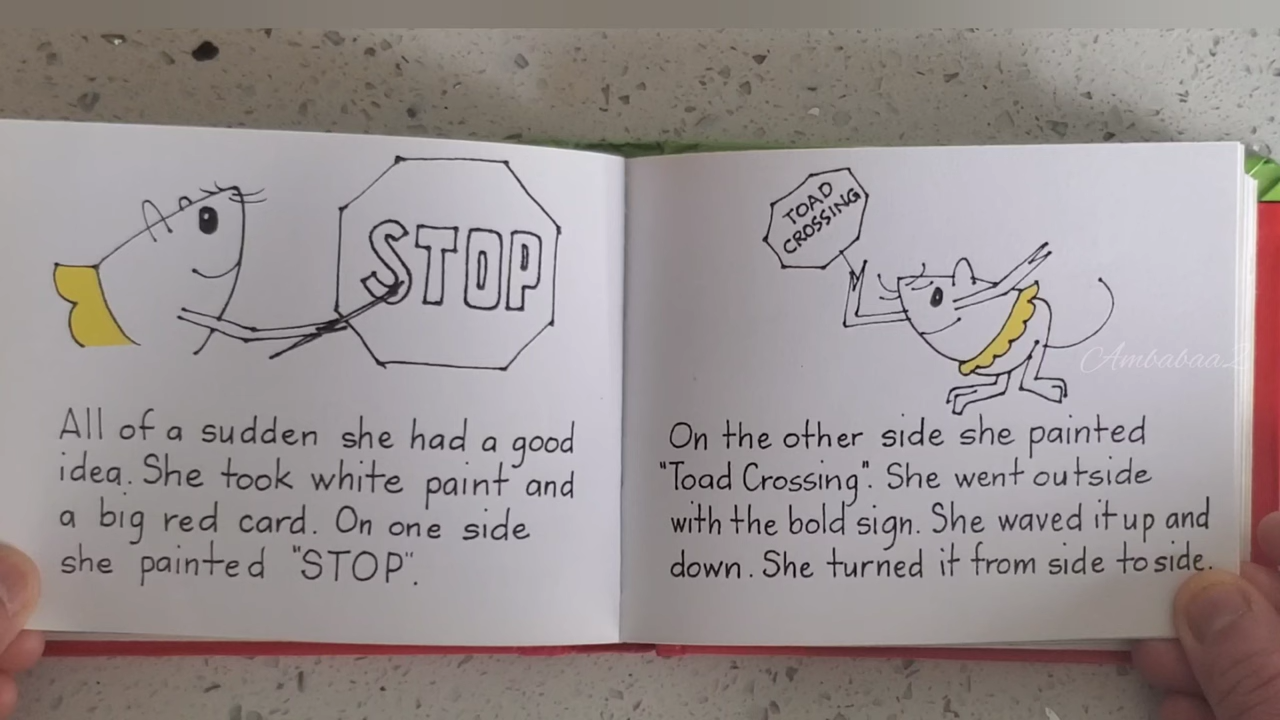 STOP
All of a sudden she had a good
idea. She took white paint and
a big red card. On one side
she painted "STOP".
TOAD
CROSSING
On the other side she painted
"Toad Crossing". She went outside
with the bold sign. She waved it up and
down. She turned it from side to side.
Ambabaa2